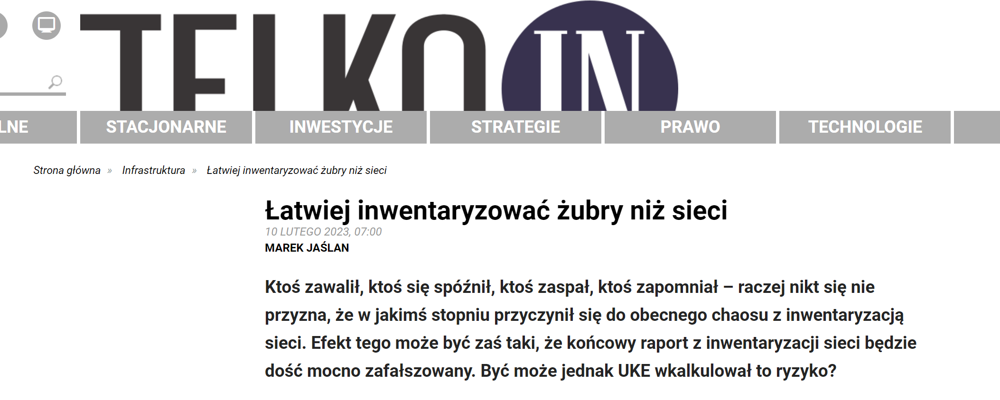 TELKO IN
LNE STACJONARNE INWESTYCJE STRATEGIE PRAWO TECHNOLOGIE
Strona główna » Infrastruktura » Łatwiej inwentaryzować żubry niż sieci
Łatwiej inwentaryzować żubry niż sieci
10 LUTEGO 2023, 07:00
MAREK JAŚLAN
Ktoś zawalił, ktoś się spóźnił, ktoś zaspał, ktoś zapomniał – raczej nikt się nie
przyzna, że w jakimś stopniu przyczynił się do obecnego chaosu z inwentaryzacją
sieci. Efekt tego może być zaś taki, że końcowy raport z inwentaryzacji sieci będzie
dość mocno zafałszowany. Być może jednak UKE wkalkulował to ryzyko?